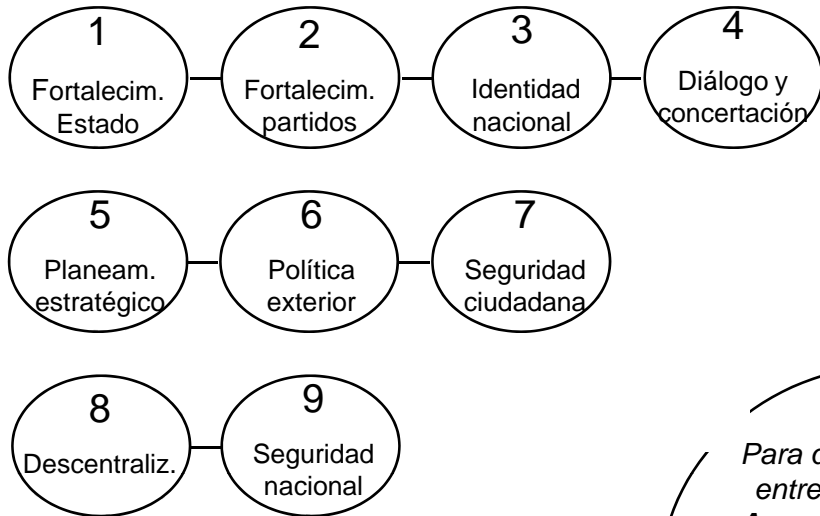 1
Fortalecim.
Estado
2
Fortalecim.
partidos
3
Identidad
nacional
4
Diálogo y
concertación
5
Planeam.
estratégico
6
Política
exterior
7
Seguridad
ciudadana
8
Descentraliz.
9
Seguridad
nacional
Para
entre